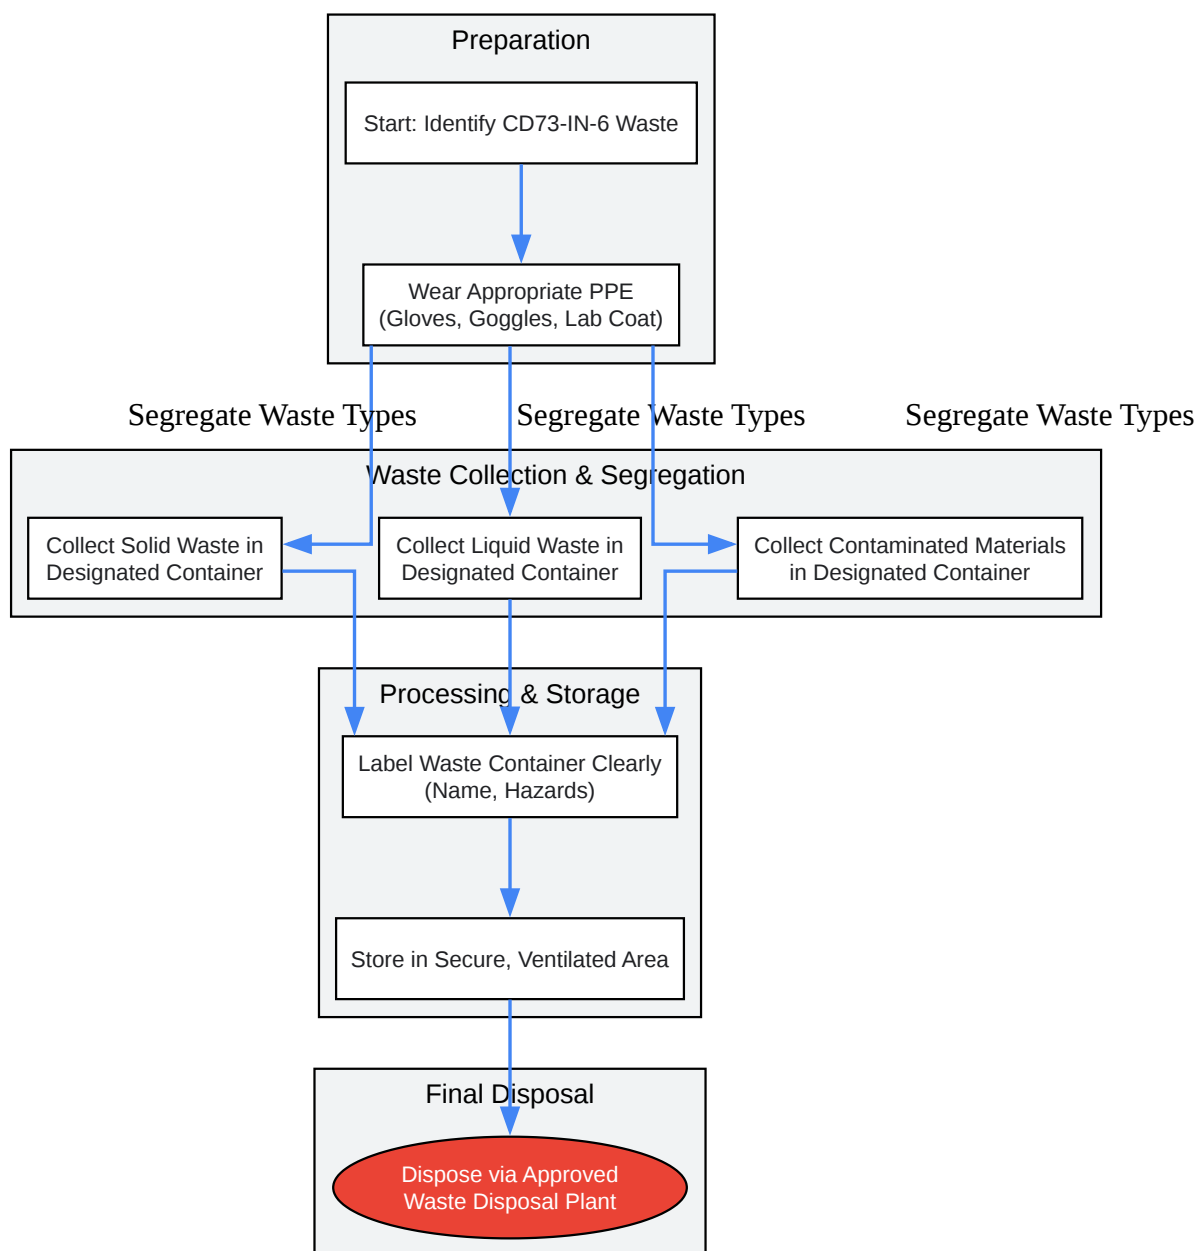 Preparation
Start: Identify CD73-IN-6 Waste
Wear Appropriate PPE
(Gloves, Goggles, Lab Coat)
Segregate Waste Types
Segregate Waste Types
Segregate Waste Types
Waste Collection & Segregation
Collect Solid Waste in
Designated Container
Collect Liquid Waste in
Designated Container
Collect Contaminated Materials
in Designated Container
Processing & Storage
Label Waste Container Clearly
(Name, Hazards)
Store in Secure, Ventilated Area
Final Disposal
Dispose via Approved
Waste Disposal Plant